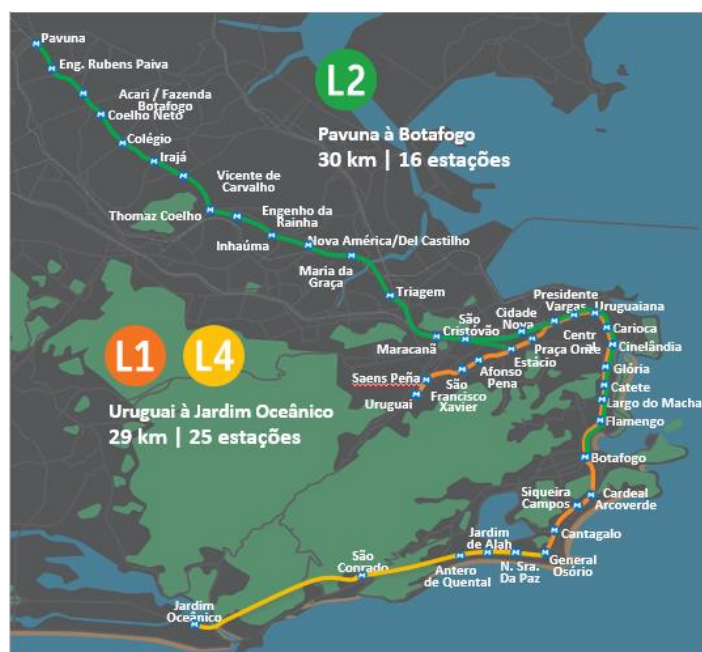 Pavuna
Eng. Rubens Paiva
Acari / Fazenda
Botafogo
Coelho Neto
Colégio
Irajá
Vicente de
Carvalho
Thomaz Coelho
Engenho da
Rainha
Inhaúma
Nova América/Del Castilho
Maria da
Graça
Triagem
L2
Pavuna à Botafogo
30 km | 16 estações
Maracanã
São
Cristóvão
Cidade
Nova
Presidente
Vargas
Uruguaiana
Centr
al
Praça Onze
Carioca
Cinelândia
Estácio
Afonso
Pena
São
Francisco
Xavier
Saens Peña
Uruguai
Glória
Catete
Largo do Macha
Flamengo
Botafogo
L1
L4
Uruguai à Jardim Oceânico
29 km | 25 estações
Siqueira
Campos
Cardeal
Arcoverde
Cantagalo
General
Osório
N. Sra.
Da Paz
Jardim
de Alah
Antero
de Quental
São
Conrado
Jardim
Oceânico